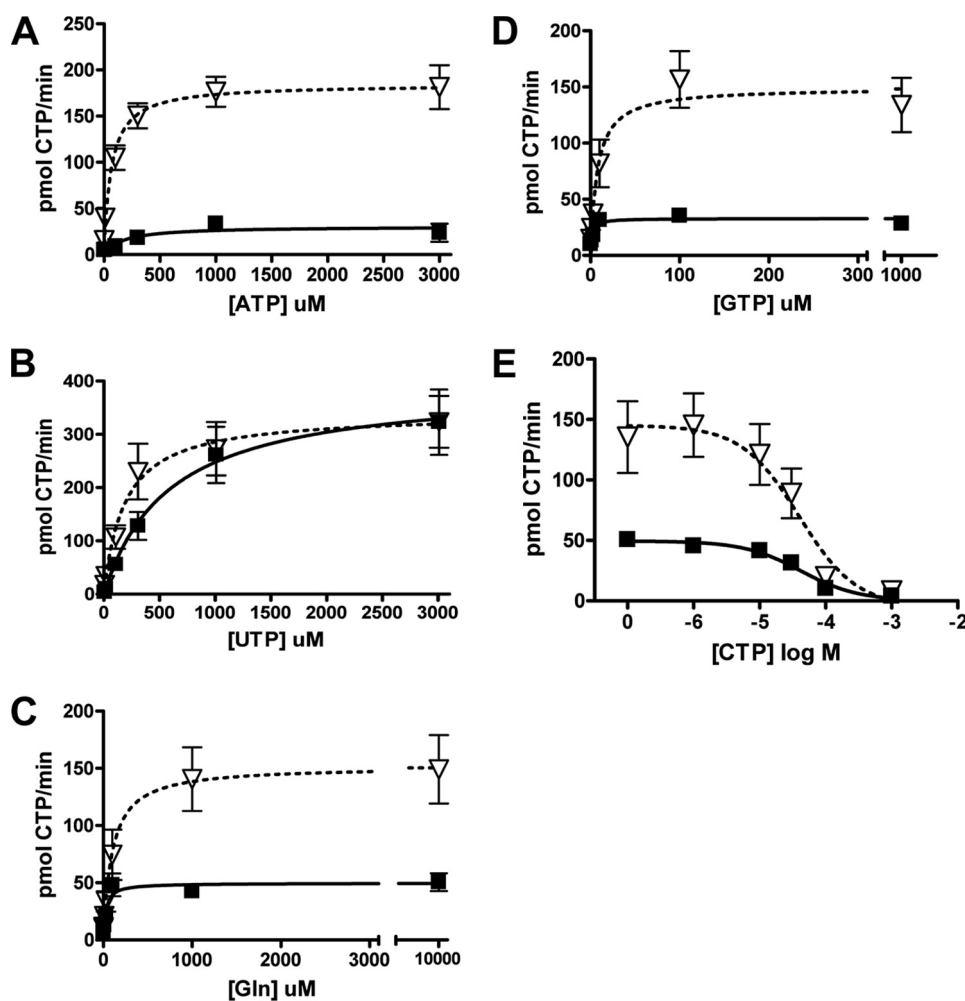 A
pmol CTP/min
250
200
150
100
50
0
0 500 1000 1500 2000 2500 3000
[ATP] uM
B
pmol CTP/min
400
300
200
100
0
0 500 1000 1500 2000 2500 3000
[UTP] uM
C
pmol CTP/min
200
150
100
50
0
0 1000 2000 3000 10000
[Gln] uM
D
pmol CTP/min
200
150
100
50
0
0 100 200 300 1000
[GTP] uM
E
pmol CTP/min
200
150
100
50
0
0 -6 -5 -4 -3 -2
[CTP] log M